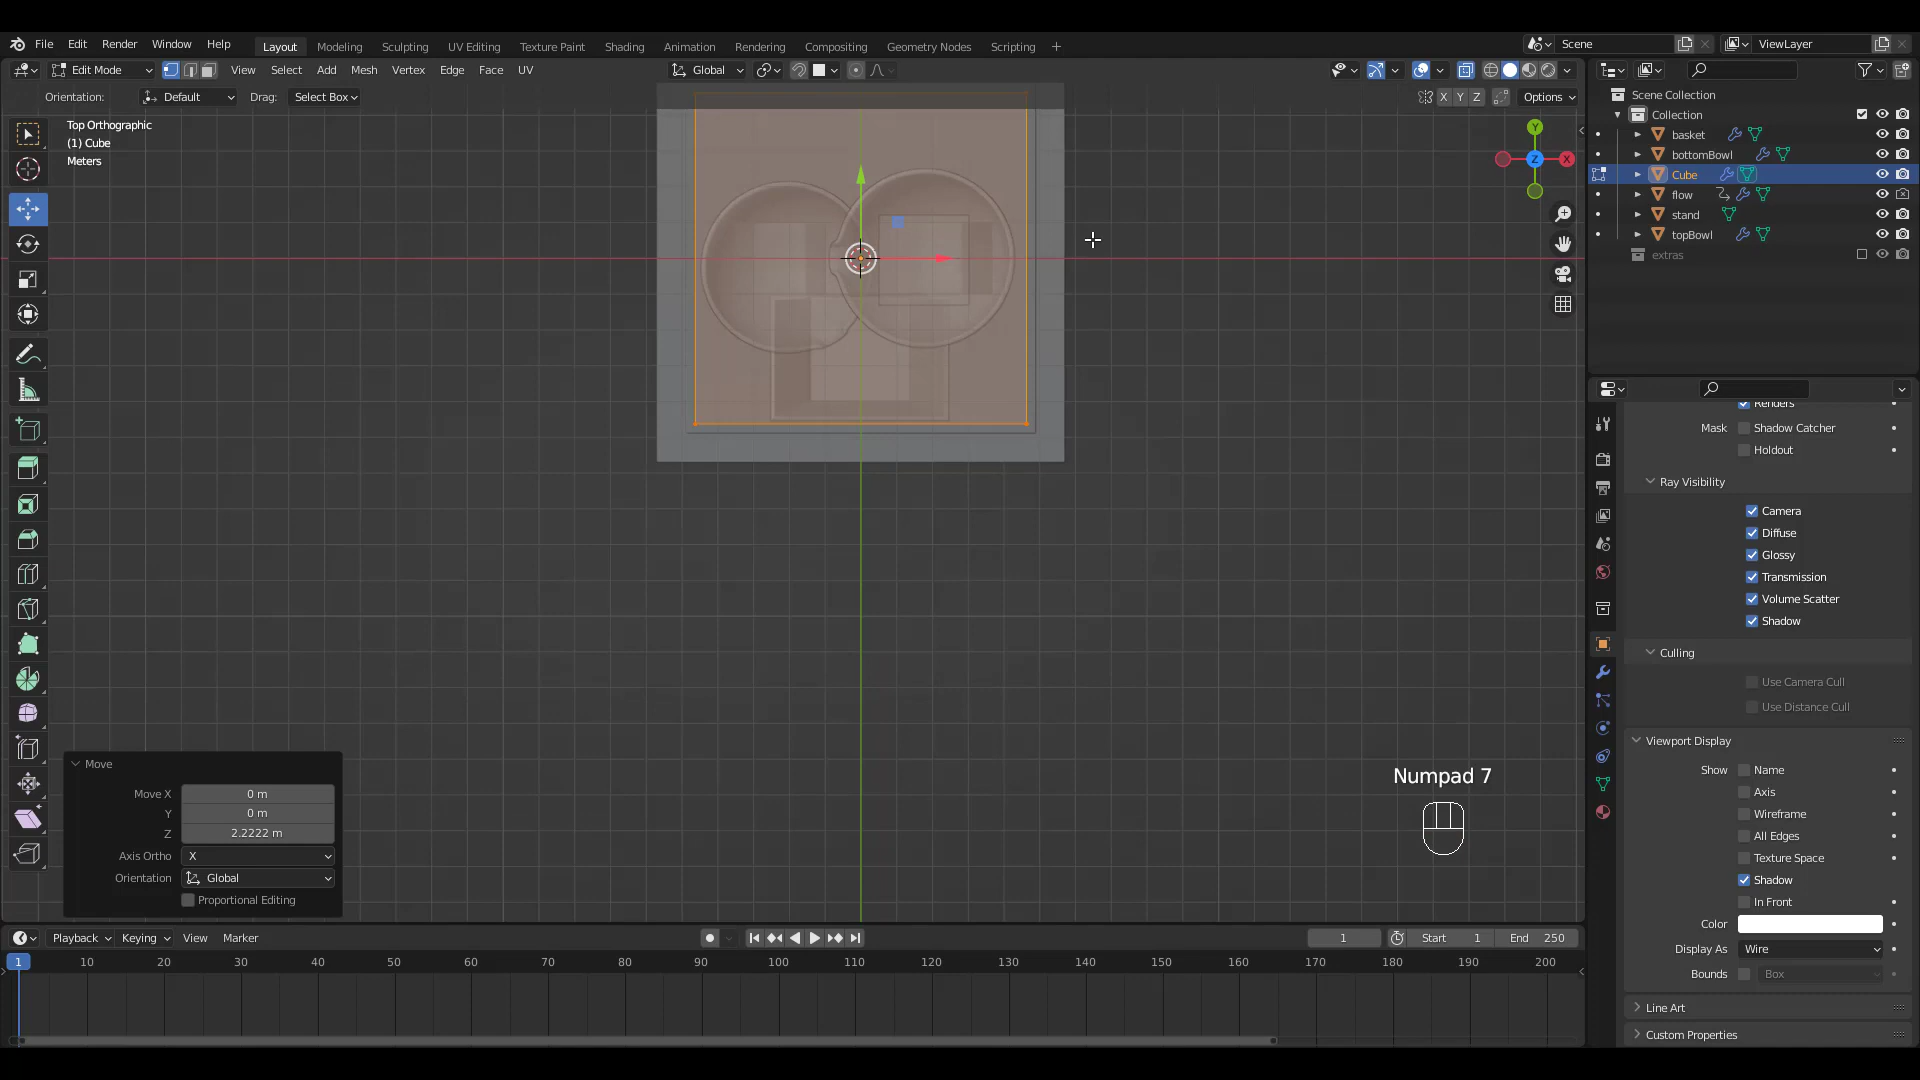 File Edit Render Window Help Layout Modeling Sculpting UV Editing Texture Paint Shading Animation Rendering Compositing Geometry Nodes Scripting + Scene ViewLayer
Edit Mode View Select Add Mesh Vertex Edge Face UV Global
Orientation: Default Drag: Select Box X Y Z Options
Top Orthographic
(1) Cube
Meters
Y
X
Z
Scene Collection
Collection
basket
bottomBowl
Cube
flow
stand
topBowl
extras
Renders
Mask Shadow Catcher
Holdout
Ray Visibility
Camera
Diffuse
Glossy
Transmission
Volume Scatter
Shadow
Culling
Use Camera Cull
Use Distance Cull
Viewport Display
Show Name
Axis
Wireframe
All Edges
Texture Space
Shadow
In Front
Color
Display As Wire
Bounds Box
Line Art
Custom Properties
Move
Move X 0 m
Y 0 m
Z 2.2222 m
Axis Ortho X
Orientation Global
Proportional Editing
Numpad 7
Playback Keying View Marker 1 Start 1 End 250
1 10 20 30 40 50 60 70 80 90 100 110 120 130 140 150 160 170 180 190 200